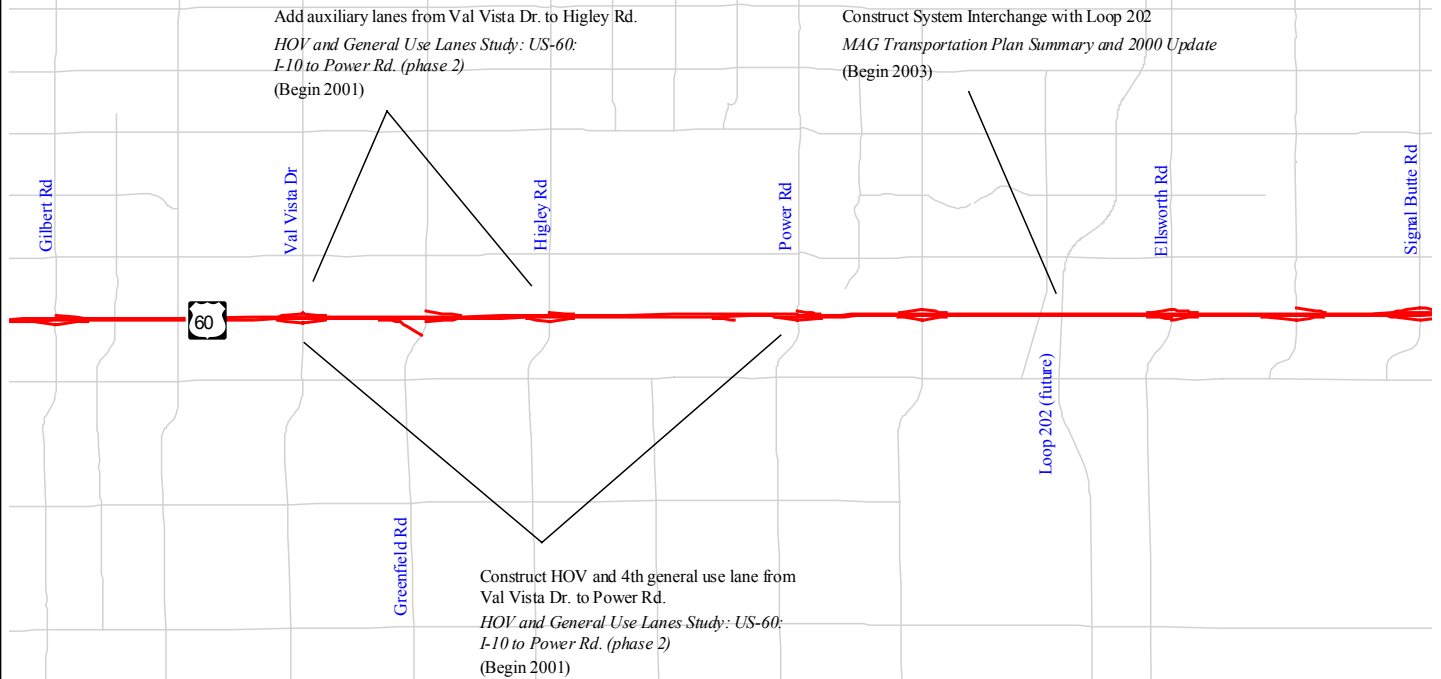 Add auxiliary lanes from Val Vista Dr. to Higley Rd.
HOV and General Use Lanes Study: US-60:
I-10 to Power Rd. (phase 2)
(Begin 2001)
Construct System Interchange with Loop 202
MAG Transportation Plan Summary and 2000 Update
(Begin 2003)
Gilbert Rd
Val Vista Dr
Higley Rd
Power Rd
Ellsworth Rd
Signal Butte Rd
60
Loop 202 (future)
Greenfield Rd
Construct HOV and 4th general use lane from
Val Vista Dr. to Power Rd.
HOV and General Use Lanes Study: US-60:
I-10 to Power Rd. (phase 2)
(Begin 2001)